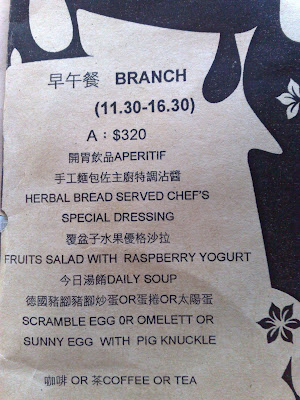 早午餐 BRANCH
(11.30-16.30)
A：$320
開胃飲品APERITIF
手工麵包佐主廚特調沾醬
HERBAL BREAD SERVED CHEF'S
SPECIAL DRESSING
覆盆子水果優格沙拉
FRUITS SALAD WITH RASPBERRY YOGURT
今日湯餚DAILY SOUP
德國豬腳豬腳炒蛋OR蛋捲OR太陽蛋
SCRAMBLE EGG 0R OMELETT OR
SUNNY EGG WITH PIG KNUCKLE
咖啡 OR 茶COFFEE OR TEA